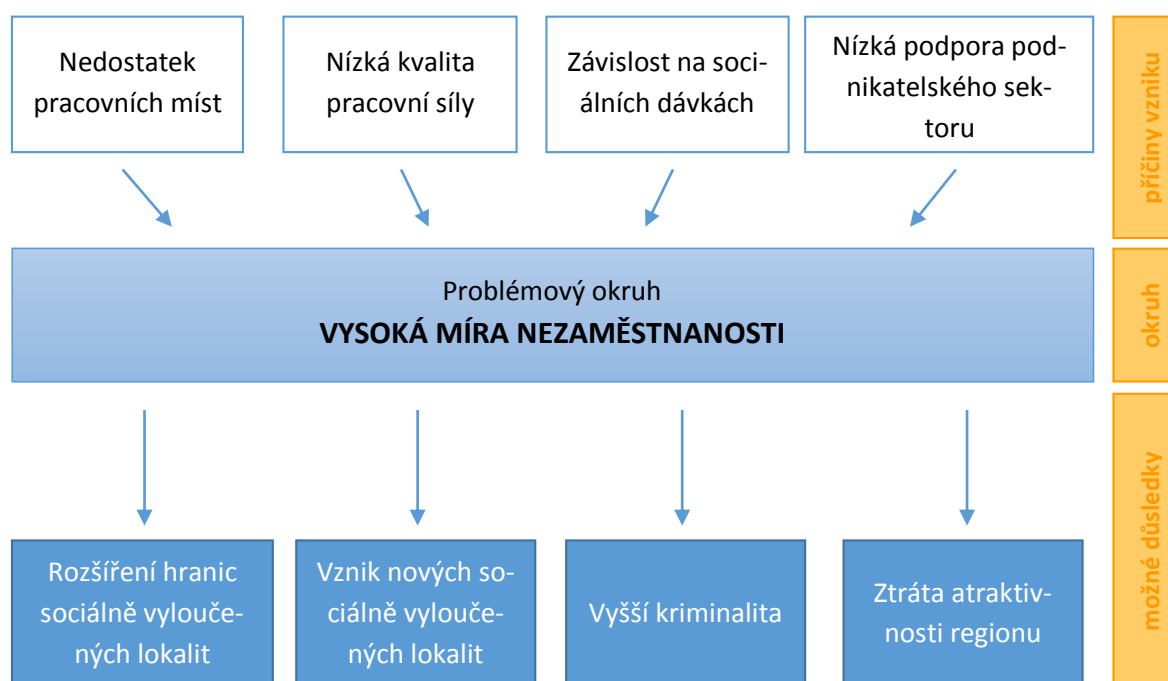 Nedostatek
pracovních míst
Nízká kvalita
pracovní síly
Závislost na soci-
álních dávkách
Nízká podpora pod-
nikatelského sek-
toru
příčiny vzniku
Problémový okruh
VYSOKÁ MÍRA NEZAMĚSTNANOSTI
okruh
Rozšíření hranic
sociálně vylouče-
ných lokalit
Vznik nových so-
ciálně vylouče-
ných lokalit
Vyšší kriminalita
Ztráta atraktiv-
nosti regionu
možné důsledky